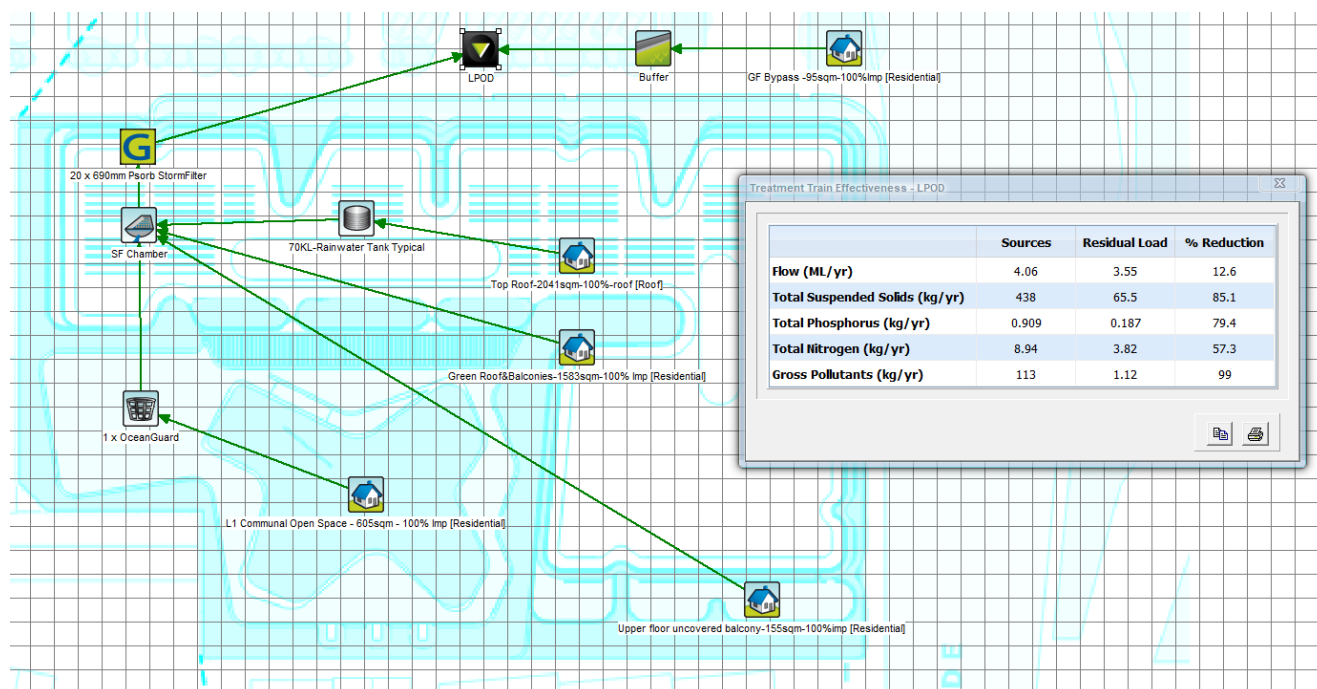 LPOD
Buffer
GF Bypass -95sqm-100%Imp [Residential]
G
20 x 690mm Psorb StormFilter
SF Chamber
70KL-Rainwater Tank Typical
Top Roof-2041sqm-100%-roof [Roof]
Green Roof&Balconies-1583sqm-100% Imp [Residential]
1 x OceanGuard
L1 Communal Open Space - 605sqm - 100% Imp [Residential]
Upper floor uncovered balcony-155sqm-100%imp [Residential]
Treatment Train Effectiveness - LPOD
Sources Residual Load % Reduction
Flow (ML/yr) 4.06 3.55 12.6
Total Suspended Solids (kg/yr) 438 65.5 85.1
Total Phosphorus (kg/yr) 0.909 0.187 79.4
Total Nitrogen (kg/yr) 8.94 3.82 57.3
Gross Pollutants (kg/yr) 113 1.12 99
DE